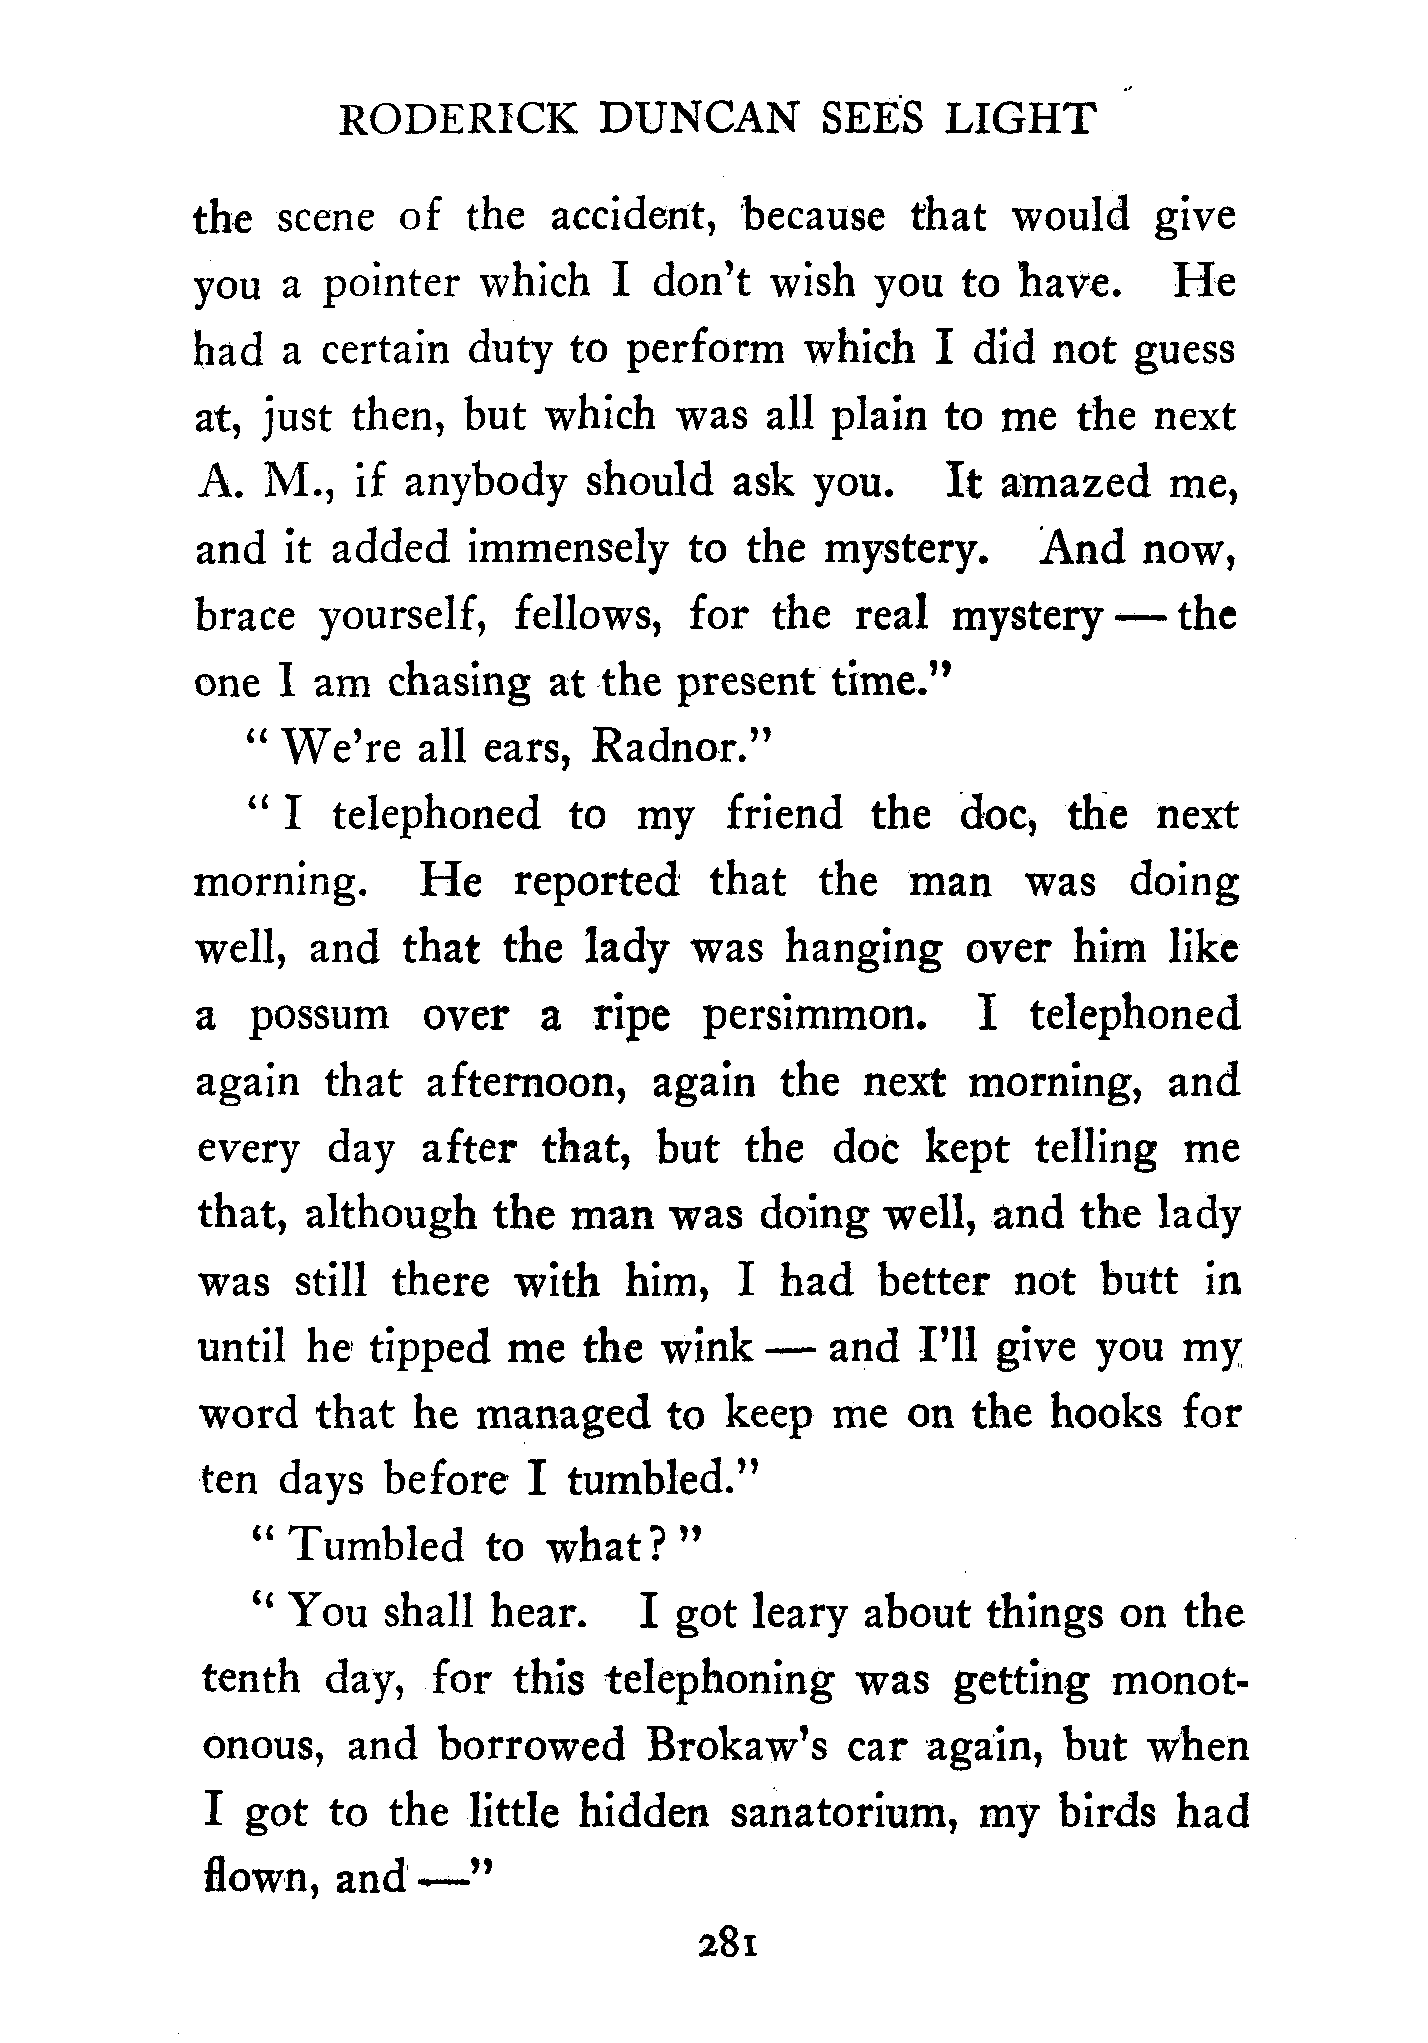 RODERICK DUNCAN SEES LIGHT
the scene of the accident, because that would give
you a pointer which I don't wish you to have. He
had a certain duty to perform which I did not guess
at, just then, but which was all plain to me the next
A. M., if anybody should ask you. It amazed me,
and it added immensely to the mystery. And now,
brace yourself, fellows, for the real mystery — the
one I am chasing at the present time."
" We're all ears, Radnor."
" I telephoned to my friend the doc, the next
morning. He reported that the man was doing
well, and that the lady was hanging over him like
a possum over a ripe persimmon. I telephoned
again that afternoon, again the next morning, and
every day after that, but the doc kept telling me
that, although the man was doing well, and the lady
was still there with him, I had better not butt in
until he tipped me the wink — and I'll give you my
word that he managed to keep me on the hooks for
ten days before I tumbled."
" Tumbled to what? "
" You shall hear. I got leary about things on the
tenth day, for this telephoning was getting monot-
onous, and borrowed Brokaw's car again, but when
I got to the little hidden sanatorium, my birds had
flown, and —"
281